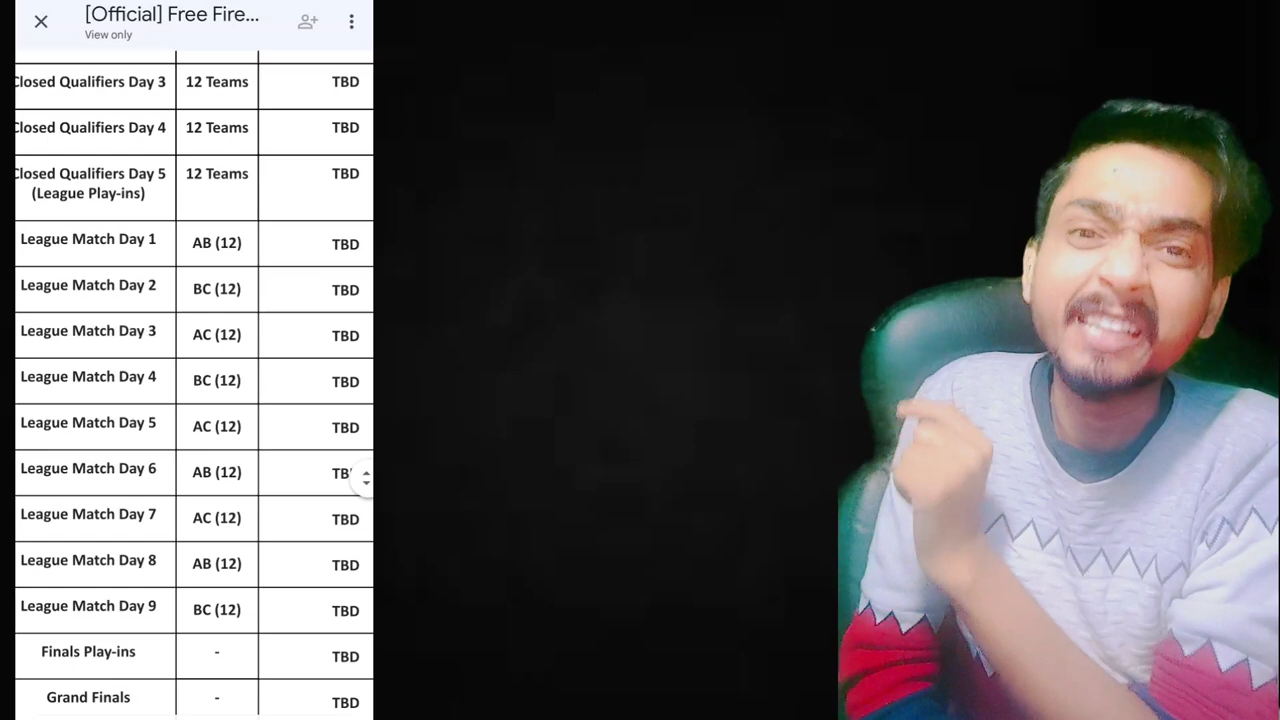 [Official] Free Fire...
View only
Closed Qualifiers Day 3 12 Teams TBD
Closed Qualifiers Day 4 12 Teams TBD
Closed Qualifiers Day 5 12 Teams TBD
(League Play-ins)
League Match Day 1 AB (12) TBD
League Match Day 2 BC (12) TBD
League Match Day 3 AC (12) TBD
League Match Day 4 BC (12) TBD
League Match Day 5 AC (12) TBD
League Match Day 6 AB (12) TBD
League Match Day 7 AC (12) TBD
League Match Day 8 AB (12) TBD
League Match Day 9 BC (12) TBD
Finals Play-ins - TBD
Grand Finals - TBD